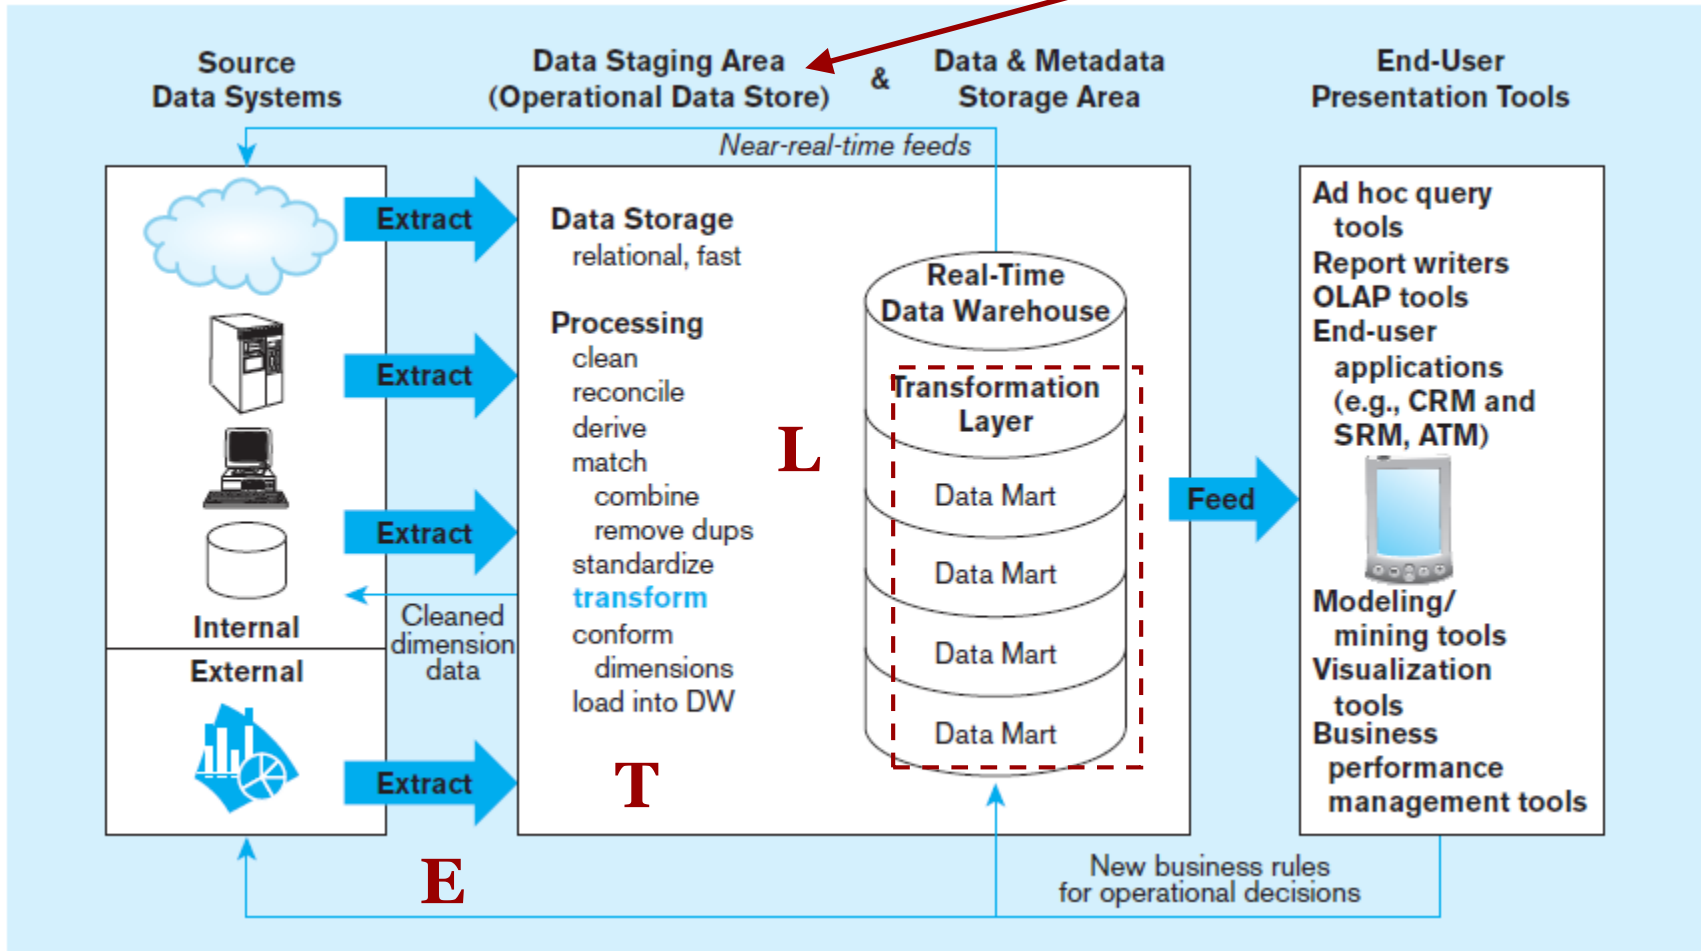 Source
Data Systems
Data Staging Area
(Operational Data Store)
&
Data & Metadata
Storage Area
End-User
Presentation Tools
Near-real-time feeds
Extract
Extract
Extract
Internal
External
Extract
Cleaned
dimension
data
E
Data Storage
relational, fast
Processing
clean
reconcile
derive
match
combine
remove dups
standardize
transform
conform
dimensions
load into DW
T
L
Real-Time
Data Warehouse
Transformation
Layer
Data Mart
Data Mart
Data Mart
Data Mart
Feed
Ad hoc query
tools
Report writers
OLAP tools
End-user
applications
(e.g., CRM and
SRM, ATM)
Modeling/
mining tools
Visualization
tools
Business
performance
management tools
New business rules
for operational decisions